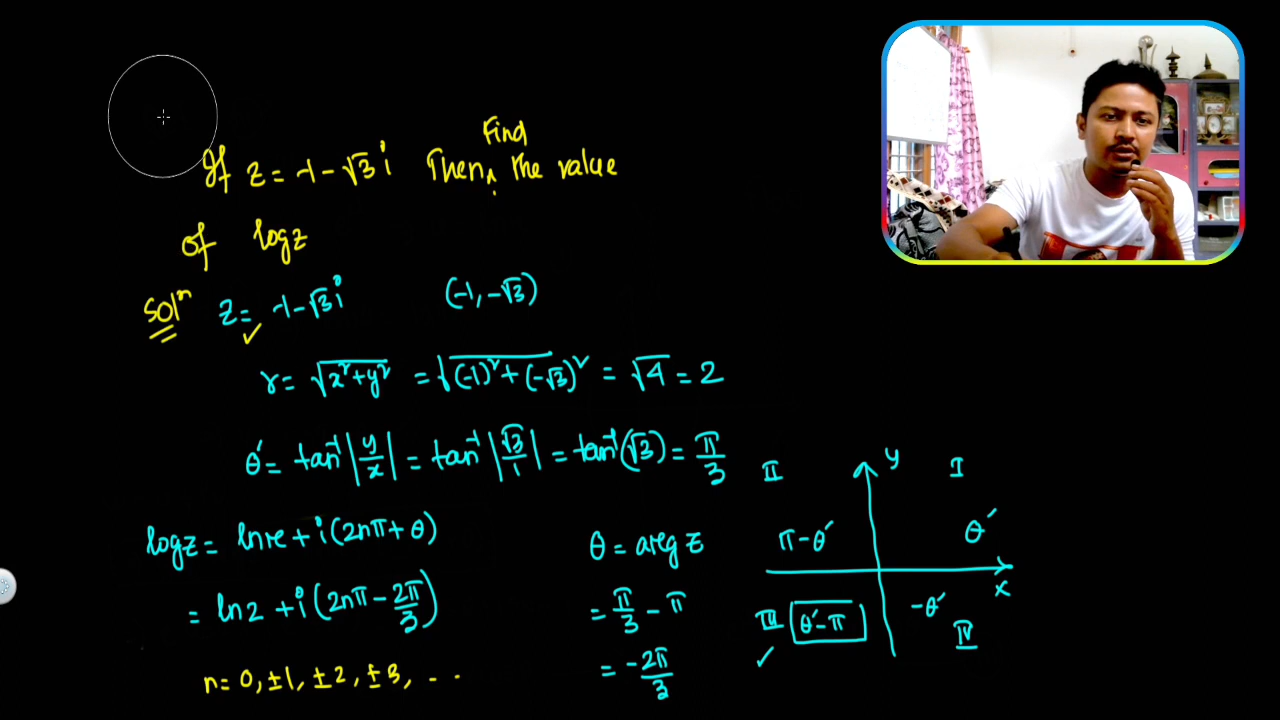 Find
If z = -1 - √3 i Then, the value
of log z
Solⁿ z = -1 - √3 i (-1, -√3)
r = √x²+y² = √(-1)²+(-√3)² = √4 = 2
θ' = tan⁻¹|y/x| = tan⁻¹|√3/1| = tan⁻¹(√3) = π/3
log z = ln r + i(2nπ + θ)
= ln 2 + i(2nπ - 2π/3)
n = 0, ±1, ±2, ±3, ...
θ = arg z
= π/3 - π
= -2π/3
y
II I
π-θ' θ'
x
III θ'-π -θ'
IV